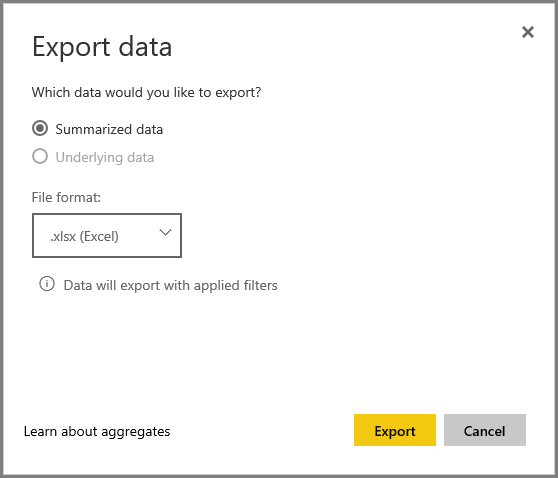 Export data
Which data would you like to export?
Summarized data
Underlying data
File format:
.xlsx (Excel)
Data will export with applied filters
Learn about aggregates
Export
Cancel